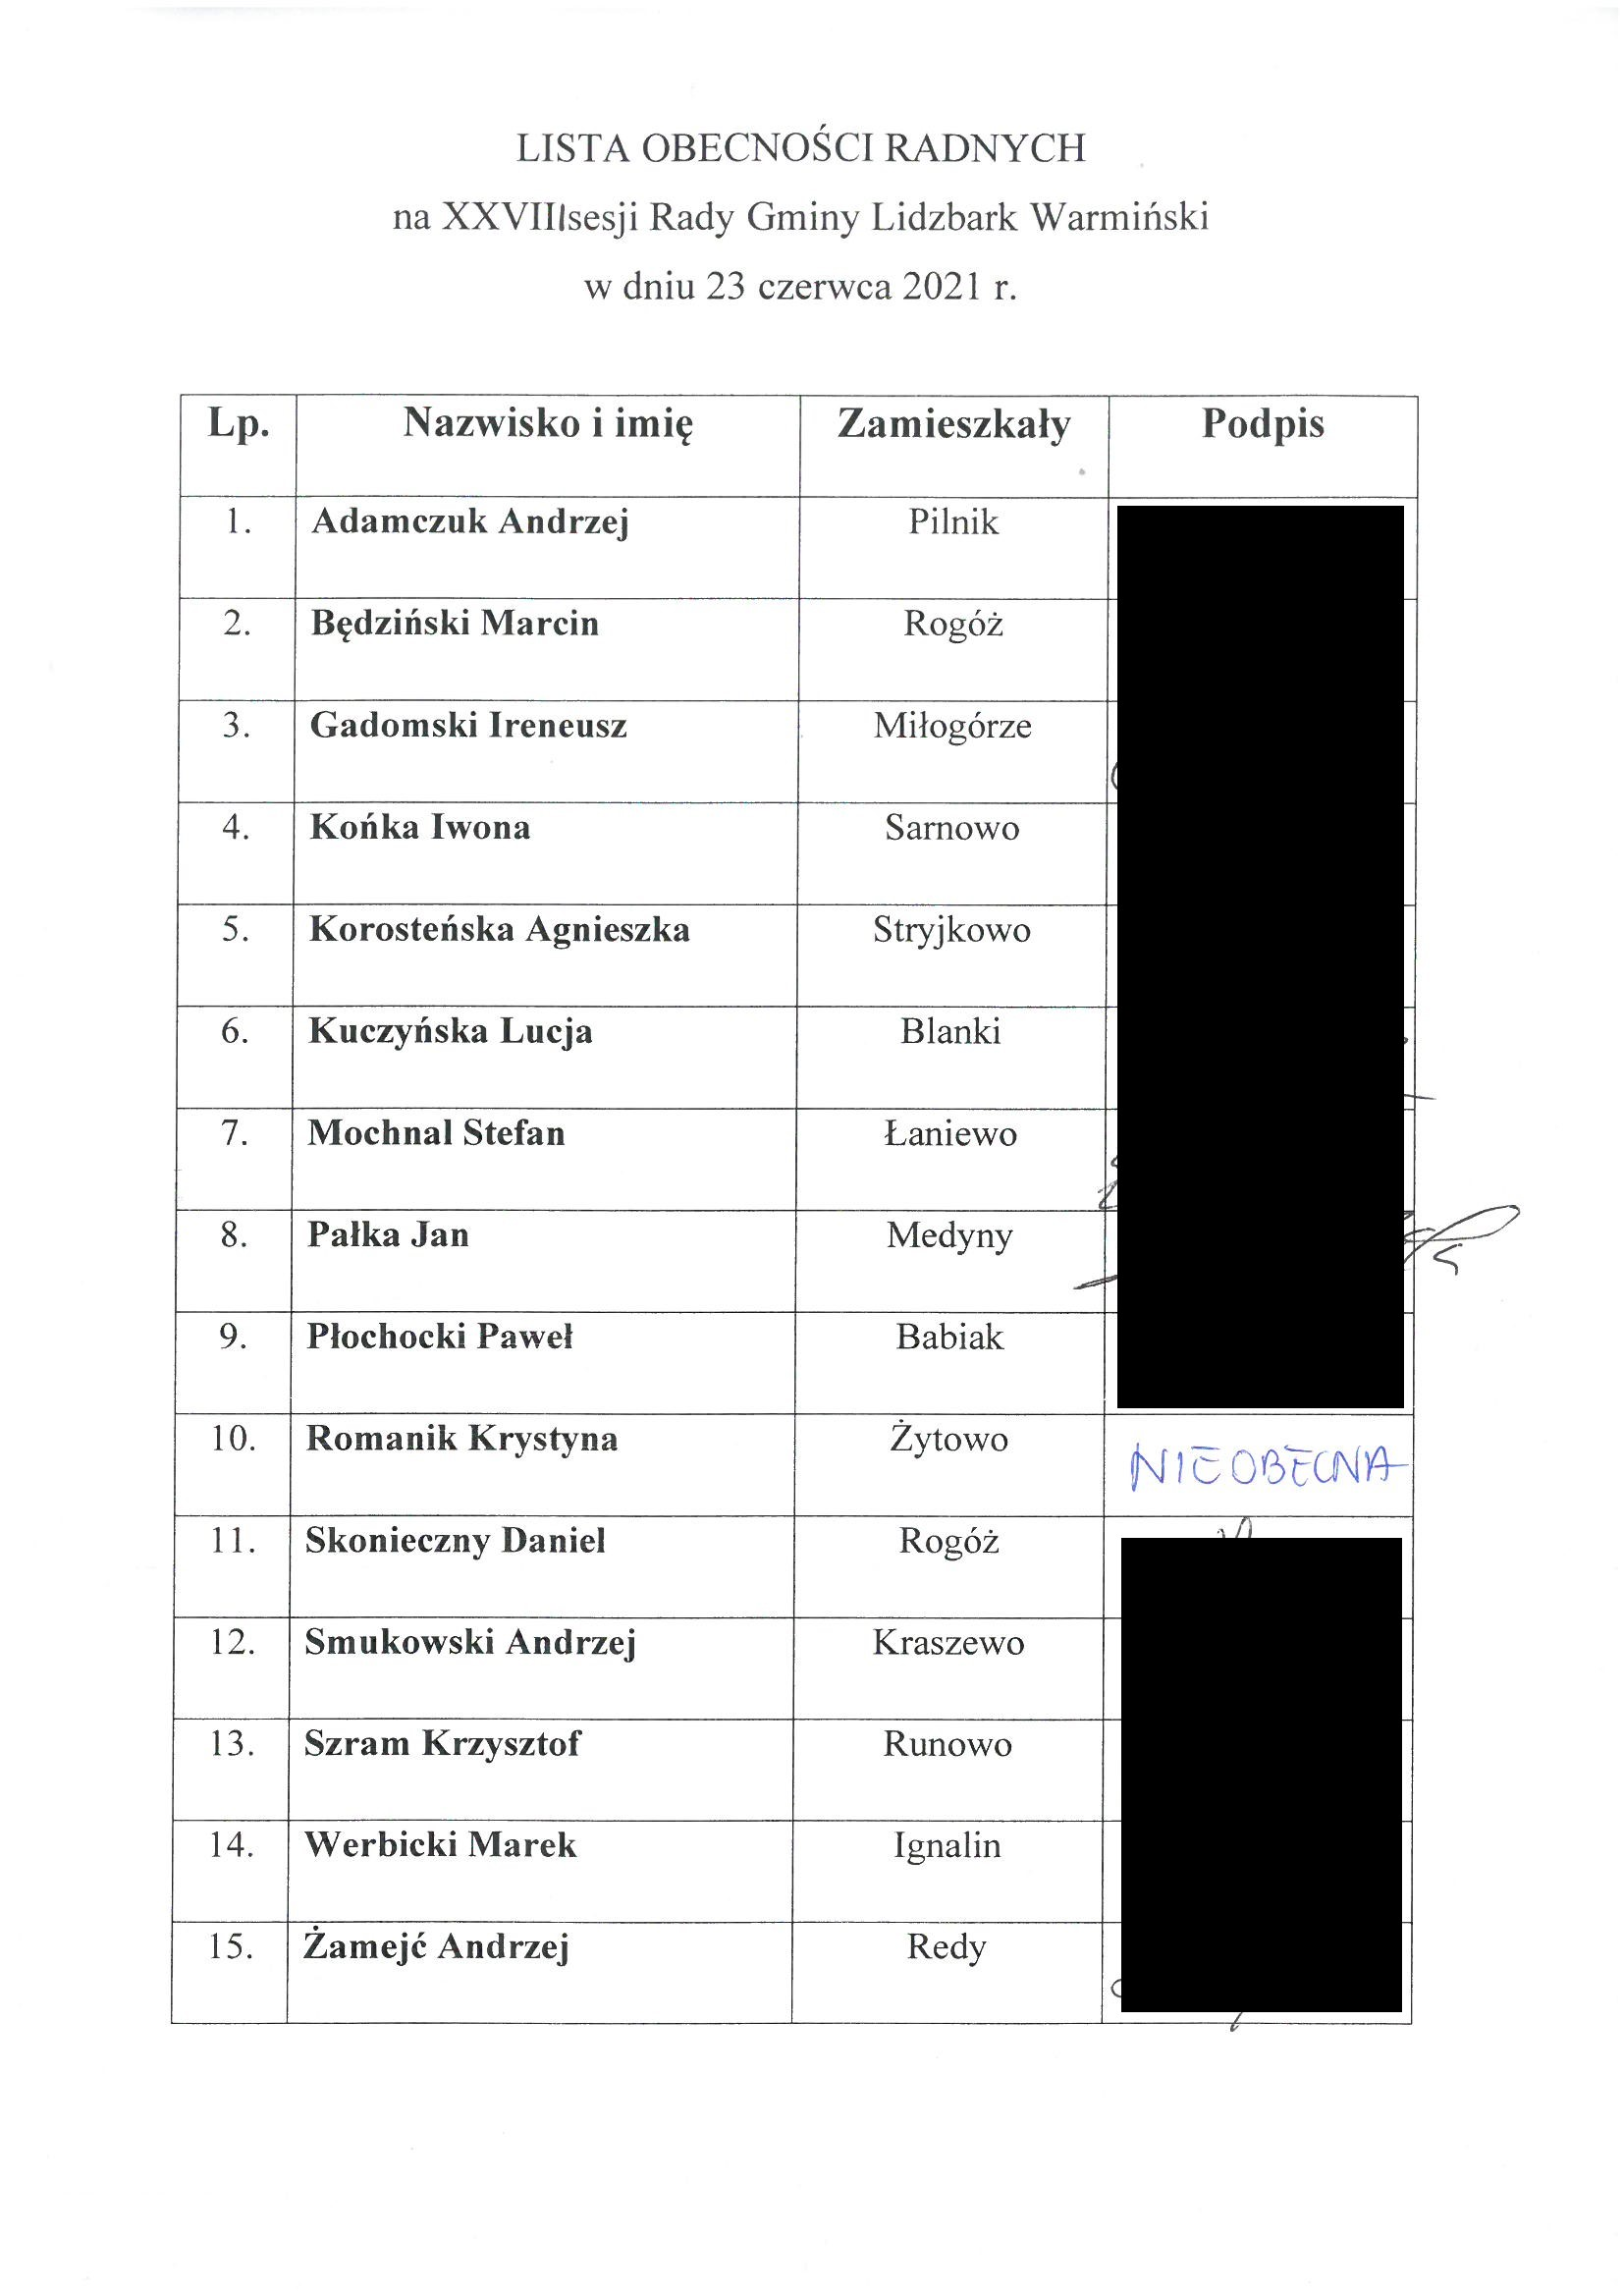 LISTA OBECNOŚCI RADNYCH
na XXVIIIsesji Rady Gminy Lidzbark Warmiński
w dniu 23 czerwca 2021 r.
Lp. Nazwisko i imię Zamieszkały Podpis
1. Adamczuk Andrzej Pilnik
2. Będziński Marcin Rogóż
3. Gadomski Ireneusz Miłogórze
4. Końka Iwona Sarnowo
5. Korosteńska Agnieszka Stryjkowo
6. Kuczyńska Lucja Blanki
7. Mochnal Stefan Łaniewo
8. Pałka Jan Medyny
9. Płochocki Paweł Babiak
10. Romanik Krystyna Żytowo NIEOBECNA
11. Skonieczny Daniel Rogóż
12. Smukowski Andrzej Kraszewo
13. Szram Krzysztof Runowo
14. Werbicki Marek Ignalin
15. Żamejć Andrzej Redy